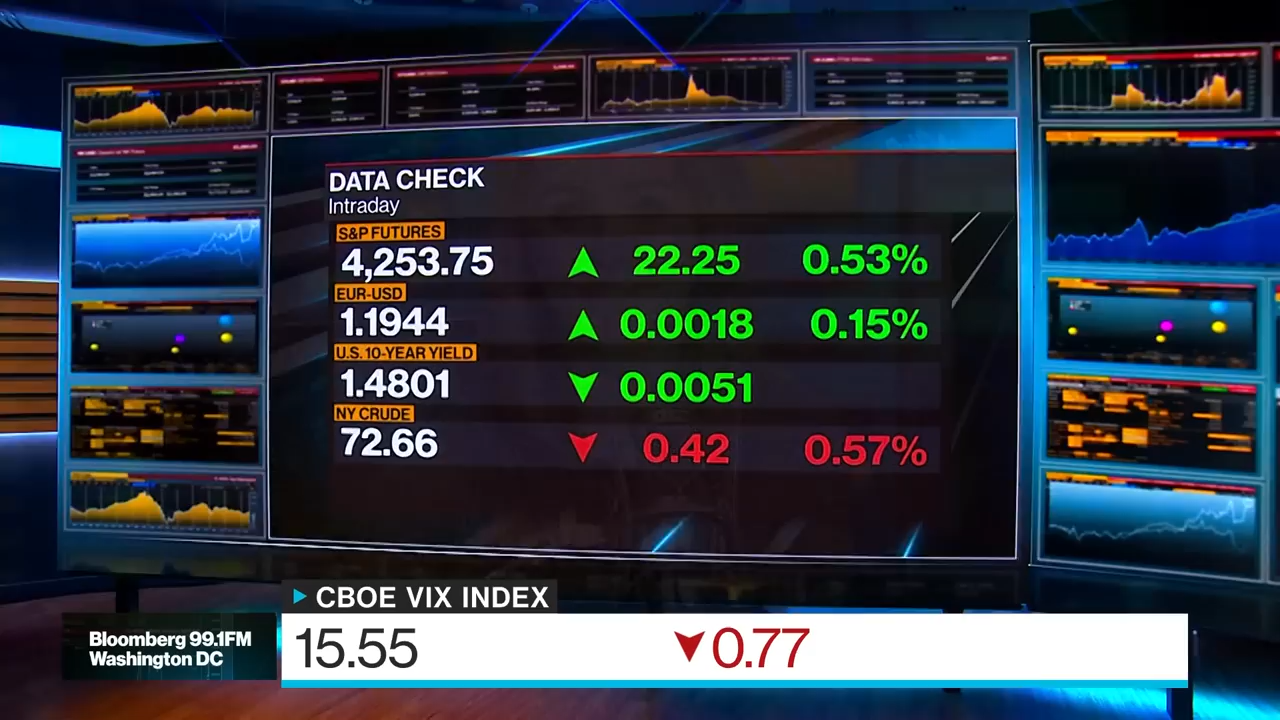 DATA CHECK
Intraday
S&P FUTURES
4,253.75 ▲ 22.25 0.53%
EUR-USD
1.1944 ▲ 0.0018 0.15%
U.S. 10-YEAR YIELD
1.4801 ▼ 0.0051
NY CRUDE
72.66 ▼ 0.42 0.57%
CBOE VIX INDEX
Bloomberg 99.1FM
Washington DC
15.55 ▼0.77